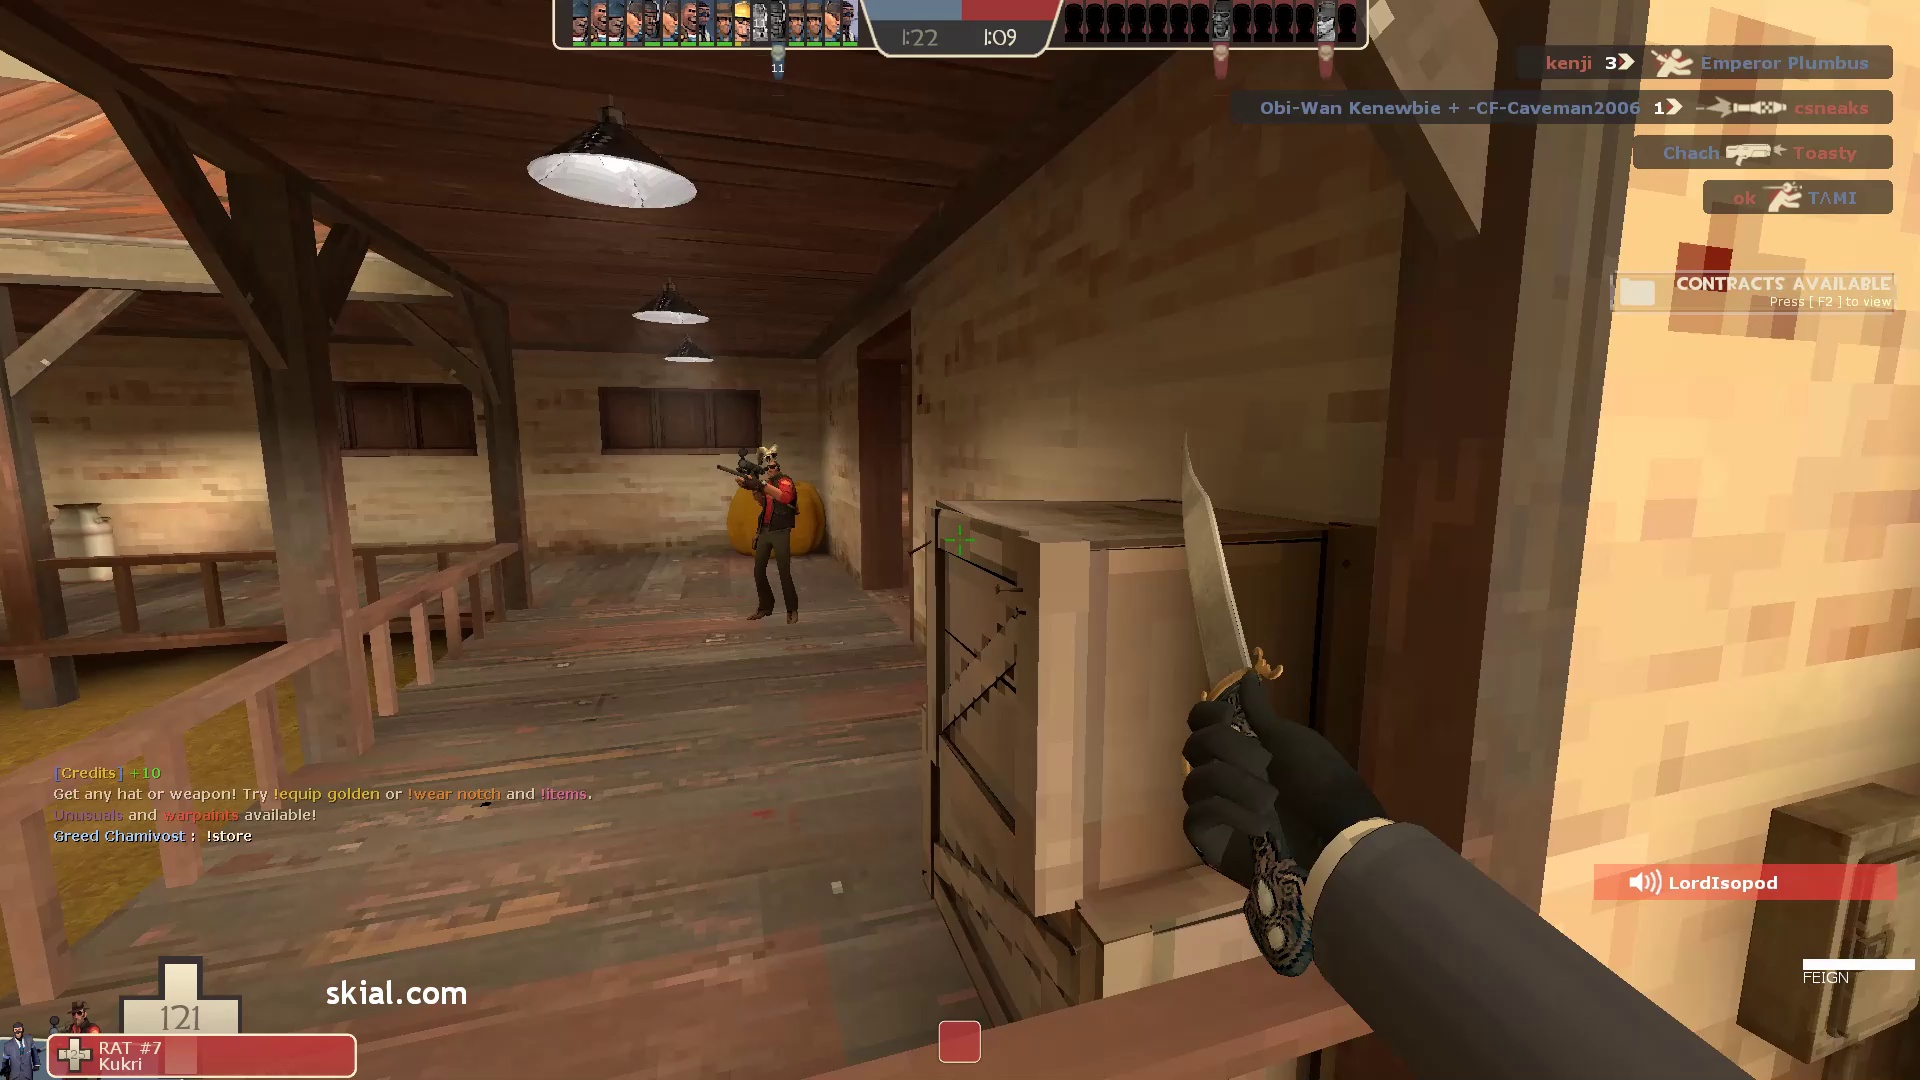 1:22 1:09
11
kenji 3 Emperor Plumbus
Obi-Wan Kenewbie + -CF-Caveman2006 1 csneaks
Chach Toasty
ok TΛMI
CONTRACTS AVAILABLE
Press [ F2 ] to view
[Credits] +10
Get any hat or weapon! Try !equip golden or !wear notch and !items.
Unusuals and warpaints available!
Greed Chamivost : !store
LordIsopod
FEIGN
skial.com
121
125
RAT #7
Kukri